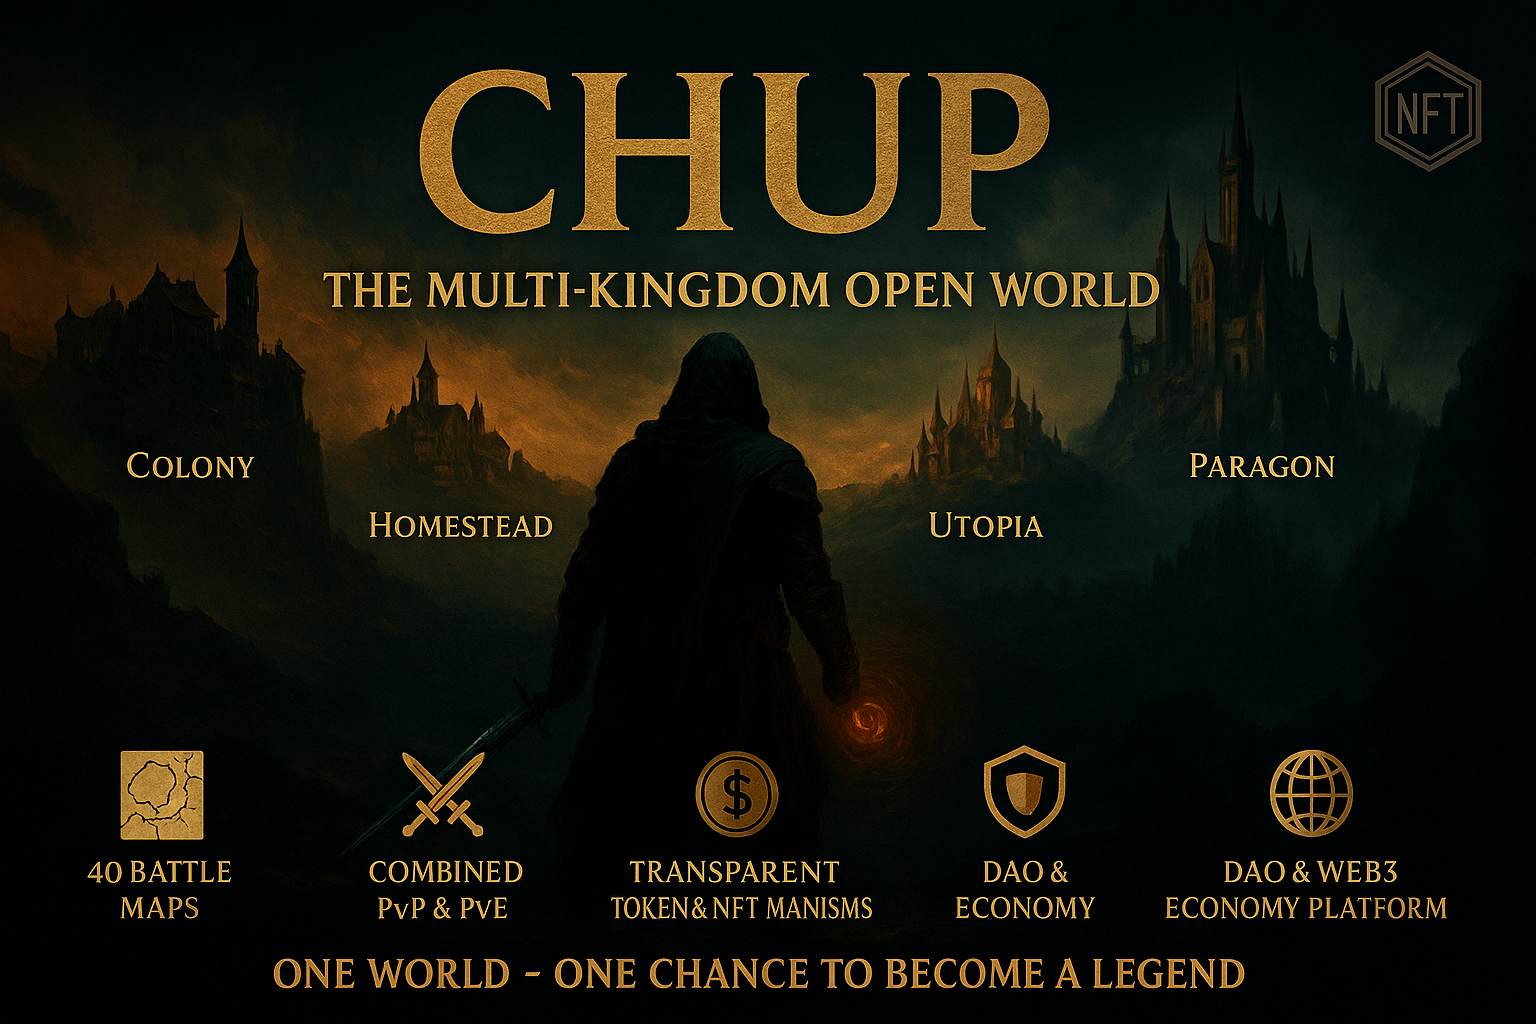 CHUP
NFT
THE MULTI-KINGDOM OPEN WORLD
COLONY
HOMESTEAD
UTOPIA
PARAGON
40 BATTLE
MAPS
COMBINED
PvP & PvE
TRANSPARENT
TOKEN & NFT MANISMS
DAO &
ECONOMY
DAO & WEB3
ECONOMY PLATFORM
ONE WORLD – ONE CHANCE TO BECOME A LEGEND